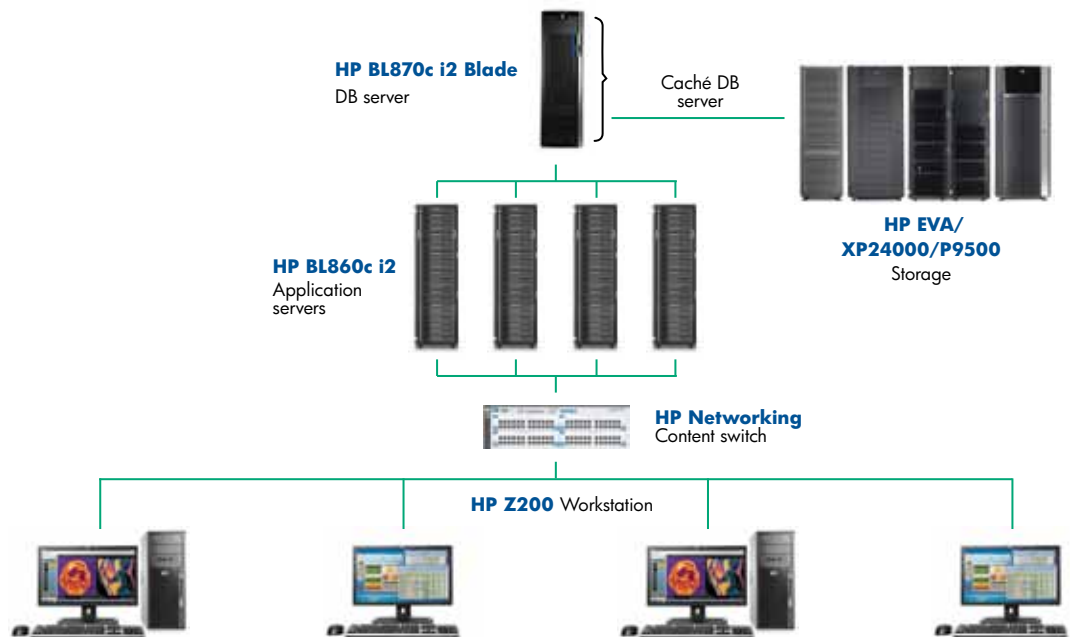 HP BL870c i2 Blade
DB server
Caché DB
server
HP EVA/
XP24000/P9500
Storage
HP BL860c i2
Application
servers
HP Networking
Content switch
HP Z200 Workstation